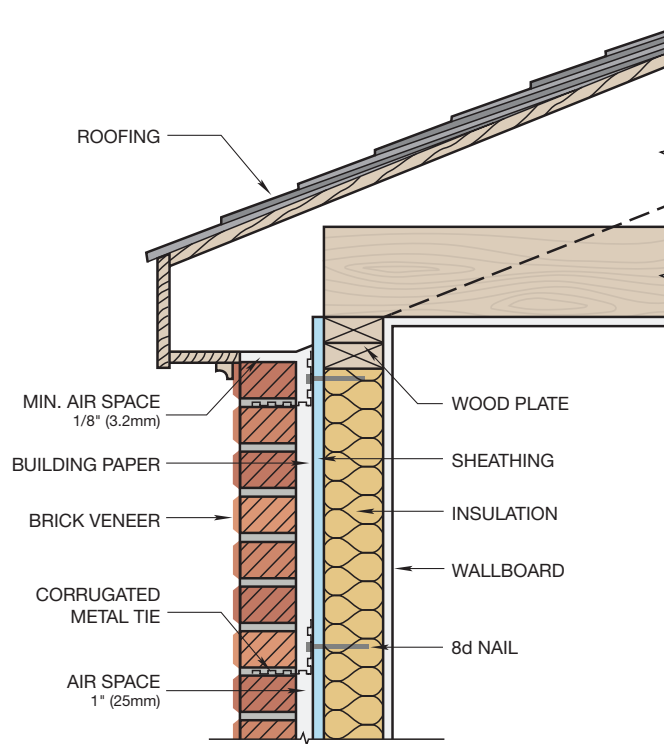 ROOFING
MIN. AIR SPACE
1/8" (3.2mm)
BUILDING PAPER
BRICK VENEER
CORRUGATED
METAL TIE
AIR SPACE
1" (25mm)
WOOD PLATE
SHEATHING
INSULATION
WALLBOARD
8d NAIL